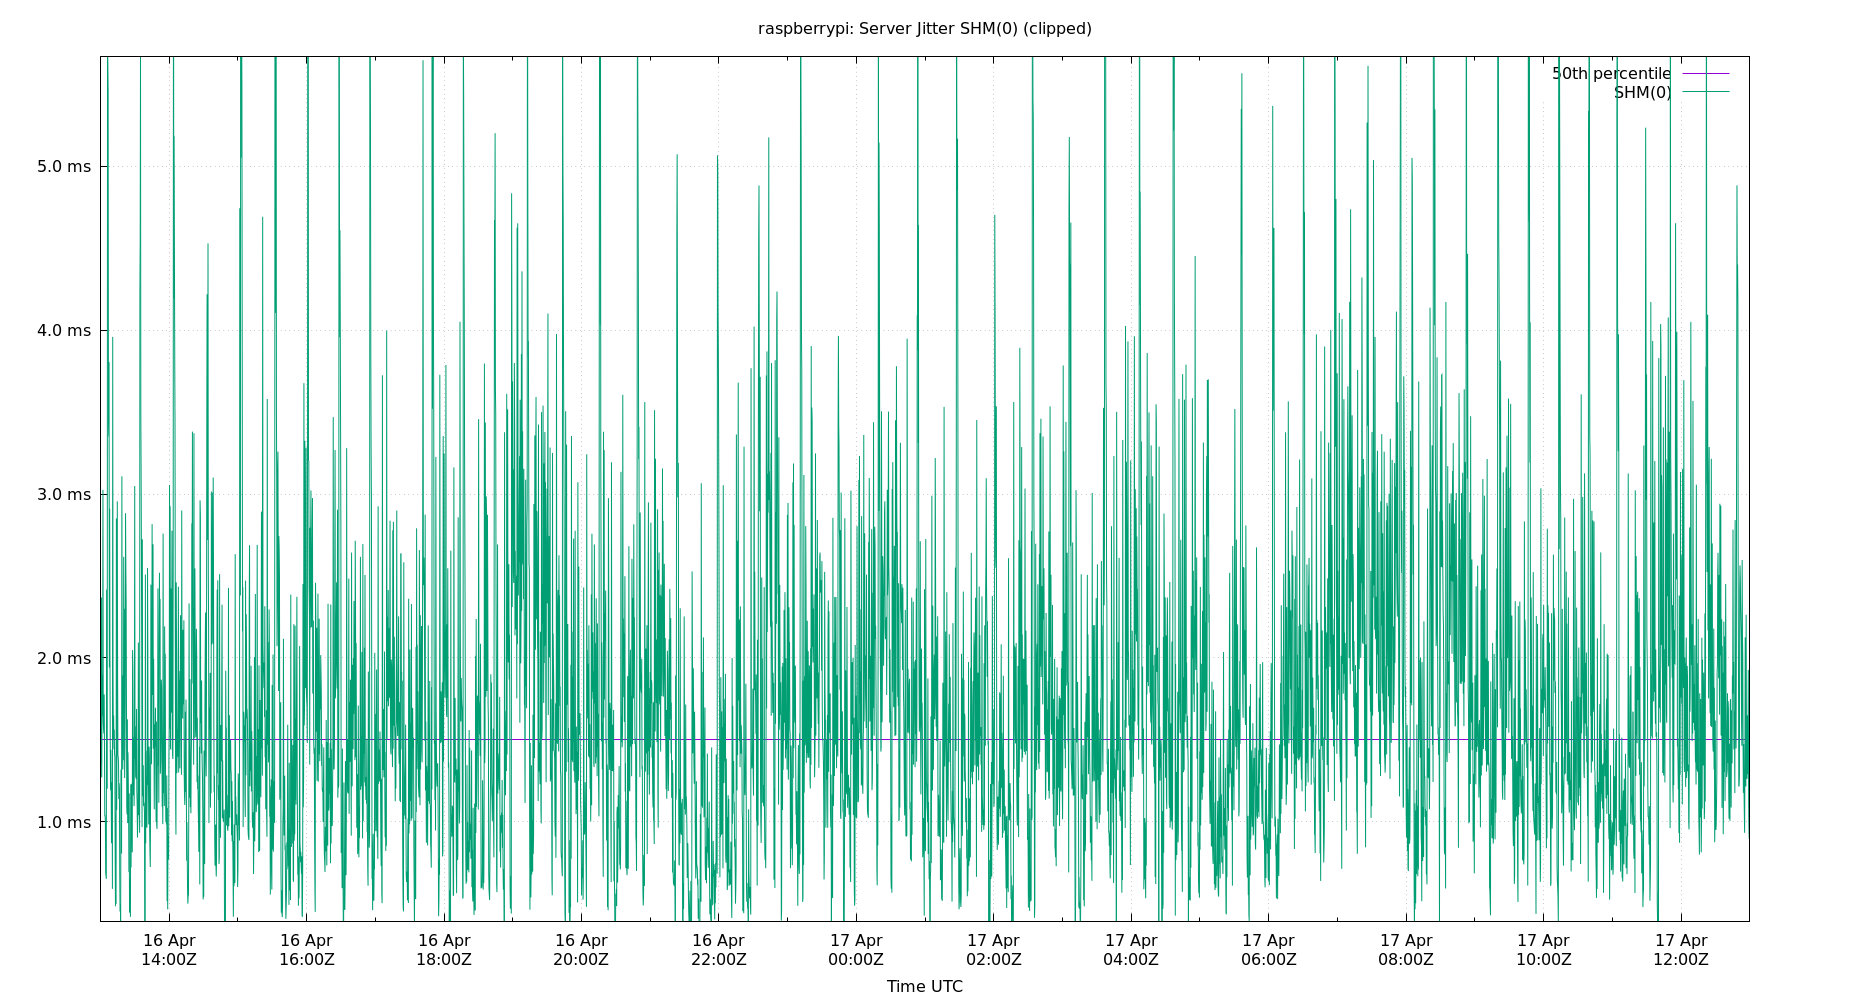 raspberrypi: Server Jitter SHM(0) (clipped)
50th percentile
SHM(0)
5.0 ms
4.0 ms
3.0 ms
2.0 ms
1.0 ms
16 Apr 16 Apr 16 Apr 16 Apr 16 Apr 17 Apr 17 Apr 17 Apr 17 Apr 17 Apr 17 Apr 17 Apr
14:00Z 16:00Z 18:00Z 20:00Z 22:00Z 00:00Z 02:00Z 04:00Z 06:00Z 08:00Z 10:00Z 12:00Z
Time UTC